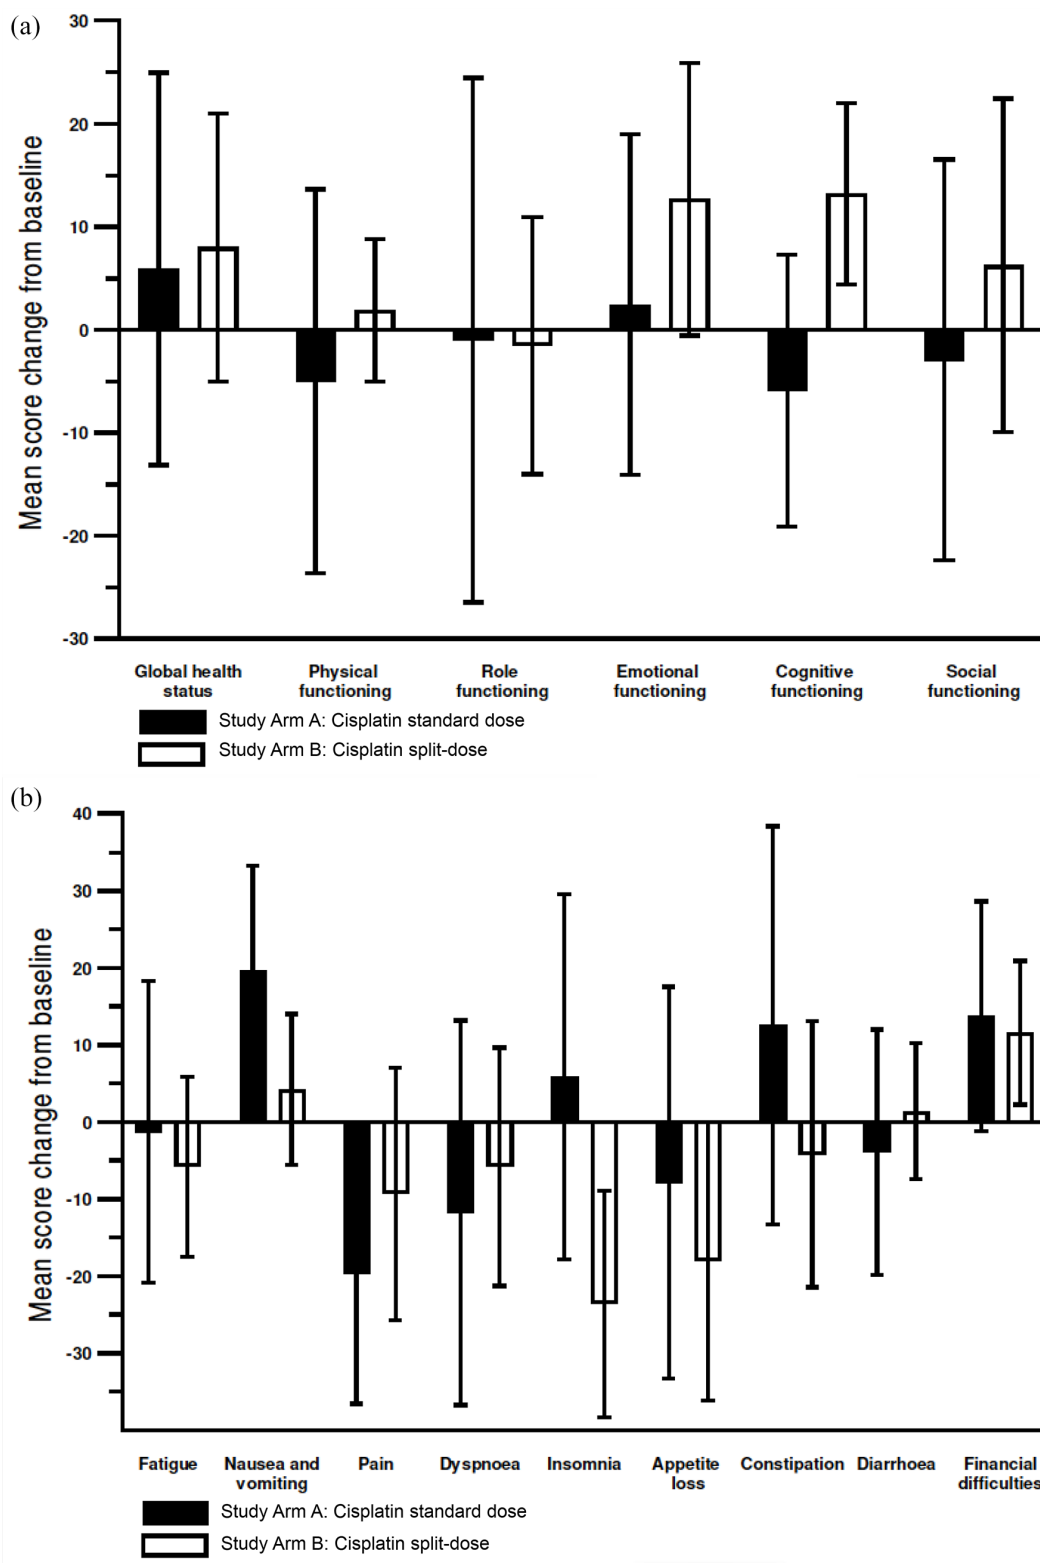 (a)
30
20
10
0
-10
-20
-30
Mean score change from baseline
Global health
status
Physical
functioning
Role
functioning
Emotional
functioning
Cognitive
functioning
Social
functioning
Study Arm A: Cisplatin standard dose
Study Arm B: Cisplatin split-dose
(b)
40
30
20
10
0
-10
-20
-30
Mean score change from baseline
Fatigue
Nausea and
vomiting
Pain
Dyspnoea
Insomnia
Appetite
loss
Constipation
Diarrhoea
Financial
difficulties
Study Arm A: Cisplatin standard dose
Study Arm B: Cisplatin split-dose